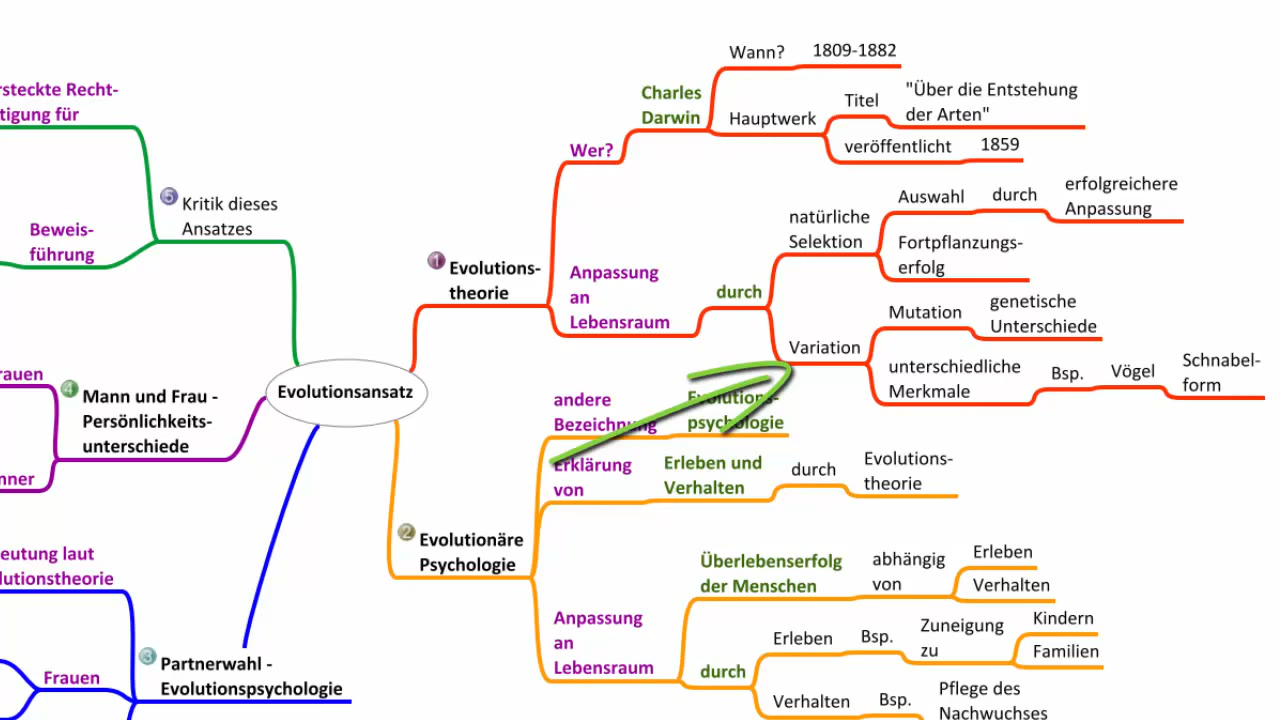 Evolutionsansatz
1
Evolutions-
theorie
Wer?
Charles
Darwin
Wann?
1809-1882
Hauptwerk
Titel
"Über die Entstehung
der Arten"
veröffentlicht
1859
Anpassung
an
Lebensraum
durch
natürliche
Selektion
Auswahl
durch
erfolgreichere
Anpassung
Fortpflanzungs-
erfolg
Variation
Mutation
genetische
Unterschiede
unterschiedliche
Merkmale
Bsp.
Vögel
Schnabel-
form
2
Evolutionäre
Psychologie
andere
Bezeichnung
Evolutions-
psychologie
Erklärung
von
Erleben und
Verhalten
durch
Evolutions-
theorie
Anpassung
an
Lebensraum
Überlebenserfolg
der Menschen
abhängig
von
Erleben
Verhalten
durch
Erleben
Bsp.
Zuneigung
zu
Kindern
Familien
Verhalten
Bsp.
Pflege des
Nachwuchses
3
Partnerwahl -
Evolutionspsychologie
eutung laut
lutionstheorie
Frauen
4
Mann und Frau -
Persönlichkeits-
unterschiede
rauen
nner
5
Kritik dieses
Ansatzes
rsteckte Recht-
tigung für
Beweis-
führung